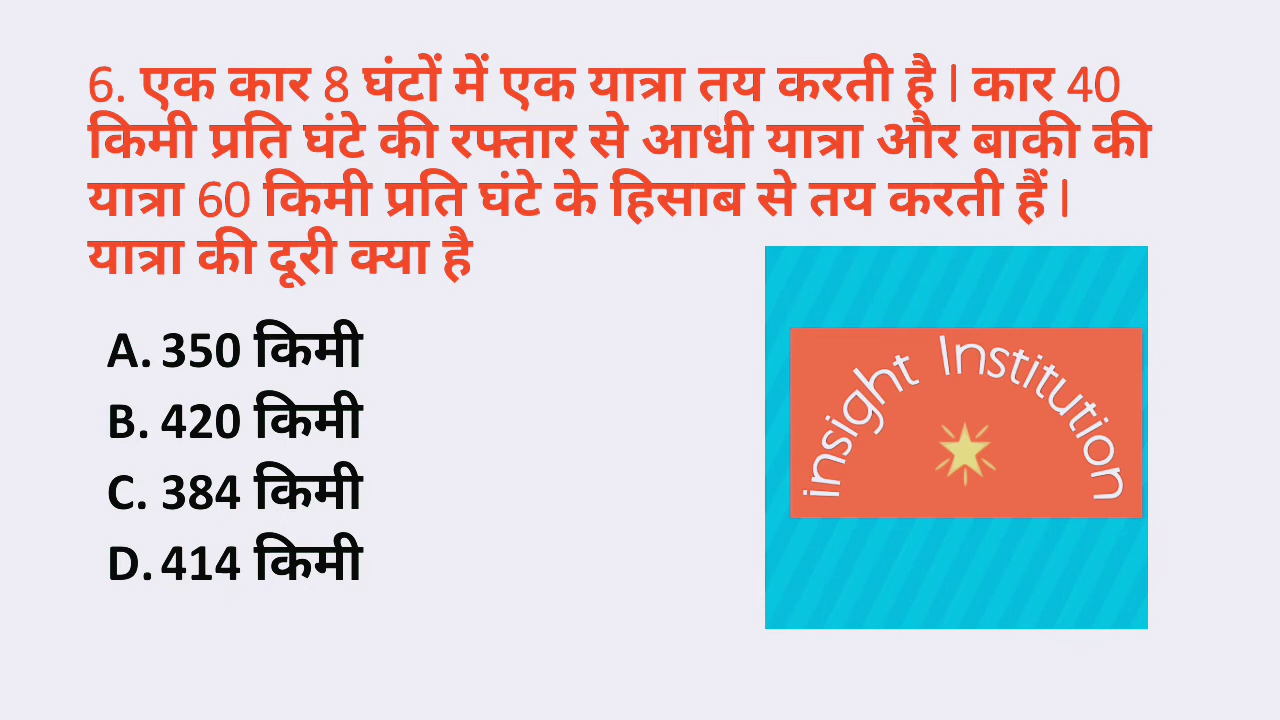 6. एक कार 8 घंटों में एक यात्रा तय करती है l कार 40
किमी प्रति घंटे की रफ्तार से आधी यात्रा और बाकी की
यात्रा 60 किमी प्रति घंटे के हिसाब से तय करती हैं l
यात्रा की दूरी क्या है
A. 350 किमी
B. 420 किमी
C. 384 किमी
D. 414 किमी
insight Institution